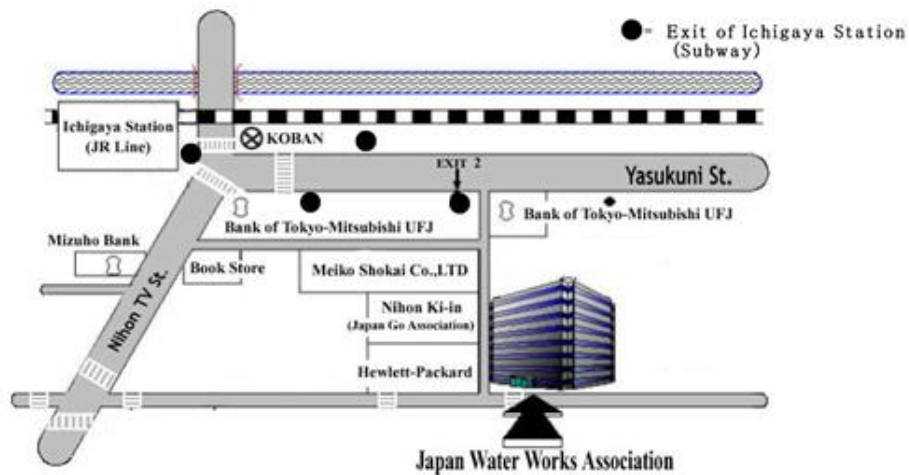 = Exit of Ichigaya Station
(Subway)
Ichigaya Station
(JR Line)
KOBAN
EXIT 2
Yasukuni St.
Bank of Tokyo-Mitsubishi UFJ
Bank of Tokyo-Mitsubishi UFJ
Mizuho Bank
Book Store
Meiko Shokai Co.,LTD
Nihon TV St.
Nihon Ki-in
(Japan Go Association)
Hewlett-Packard
Japan Water Works Association